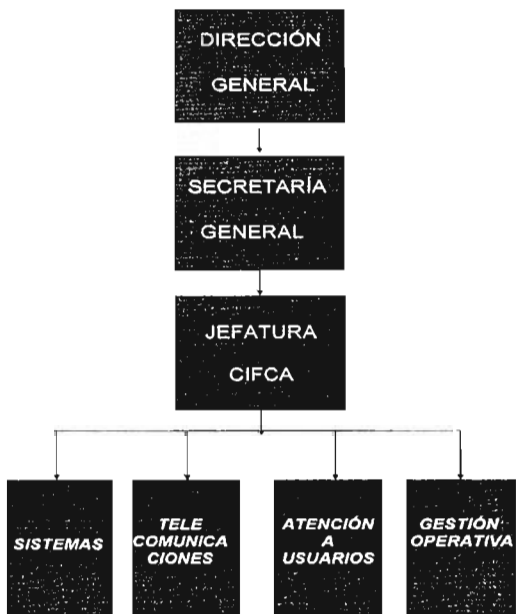 DIRECCIÓN
GENERAL
SECRETARÍA
GENERAL
JEFATURA
CIFCA
SISTEMAS
TELE
COMUNICA
CIONES
ATENCIÓN
A
USUARIOS
GESTIÓN
OPERATIVA